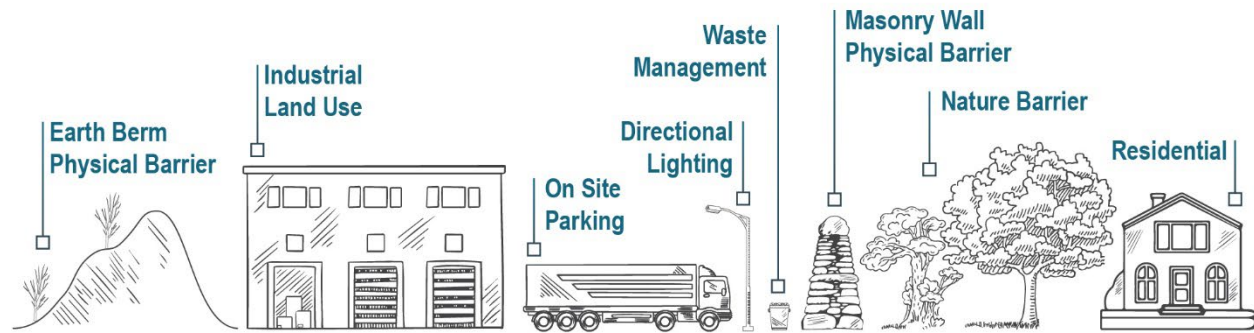 Earth Berm
Physical Barrier
Industrial
Land Use
On Site
Parking
Directional
Lighting
Waste
Management
Masonry Wall
Physical Barrier
Nature Barrier
Residential